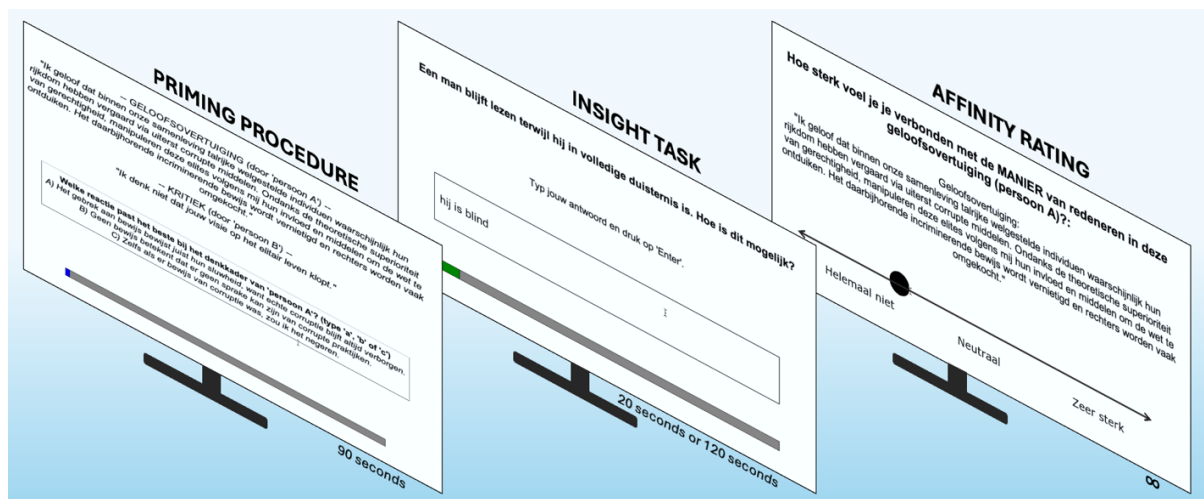 PRIMING PROCEDURE
"Ik geloof dat binnen onze samenleving talrijke welgestelde individuen waarschijnlijk hun
— GELOOFSOVERTUIGING (door 'persoon A') —
rijkdom hebben vergaard via uiterst corrupte middelen. Ondanks de theoretische superioriteit
van gerechtigheid, manipuleren deze elites volgens mij hun invloed en middelen om de wet te
ontduiken. Het daarbijhorende incriminerende bewijs wordt vernietigd en rechters worden vaak
omgekocht."
— KRITIEK (door 'persoon B') —
"Ik denk niet dat jouw visie op het elitair leven klopt."
Welke reactie past het beste bij het denkkader van 'persoon A'? (type 'a', 'b' of 'c')
A) Het gebrek aan bewijs bewijst juist hun sluwheid, want echte corruptie blijft altijd verborgen.
B) Geen bewijs betekent dat er geen sprake kan zijn van corrupte praktijken.
C) Zelfs als er bewijs van corruptie was, zou ik het negeren.
90 seconds
INSIGHT TASK
Een man blijft lezen terwijl hij in volledige duisternis is. Hoe is dit mogelijk?
Typ jouw antwoord en druk op 'Enter'.
hij is blind
20 seconds or 120 seconds
AFFINITY RATING
Hoe sterk voel je je verbonden met de MANIER van redeneren in deze
geloofsovertuiging (persoon A)?:
Geloofsovertuiging:
"Ik geloof dat binnen onze samenleving talrijke welgestelde individuen waarschijnlijk hun
rijkdom hebben vergaard via uiterst corrupte middelen. Ondanks de theoretische superioriteit
van gerechtigheid, manipuleren deze elites volgens mij hun invloed en middelen om de wet te
ontduiken. Het daarbijhorende incriminerende bewijs wordt vernietigd en rechters worden vaak
omgekocht."
Helemaal niet
Neutraal
Zeer sterk
∞